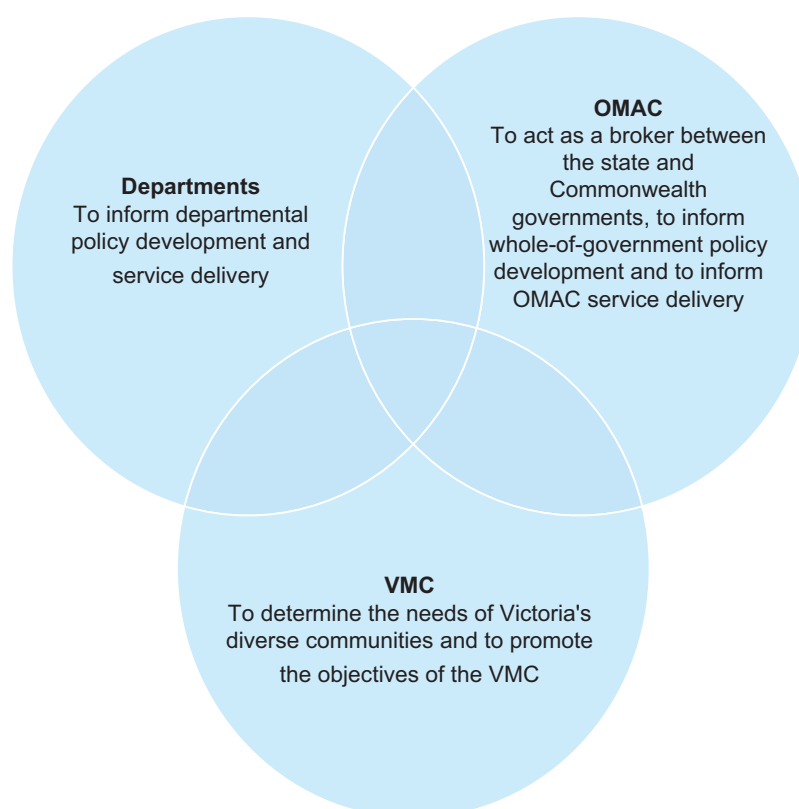 Departments
To inform departmental
policy development and
service delivery
OMAC
To act as a broker between
the state and
Commonwealth
governments, to inform
whole-of-government policy
development and to inform
OMAC service delivery
VMC
To determine the needs of Victoria's
diverse communities and to promote
the objectives of the VMC